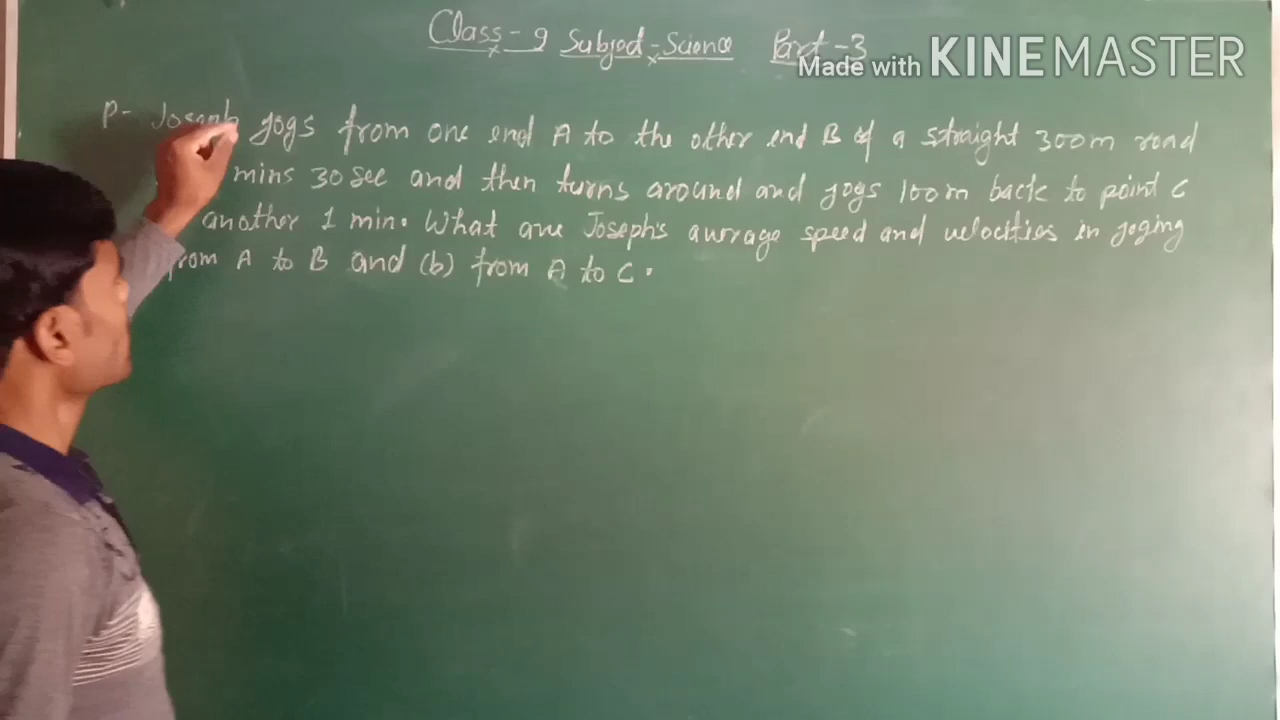 Class - 9 Subject - Science Part - 3
Made with KINEMASTER
P - Joseph jogs from one end A to the other end B of a straight 300m road
mins 30 sec and then turns around and jogs 100m back to point C
another 1 min. What are Joseph's average speed and velocities in joging
from A to B and (b) from A to C.